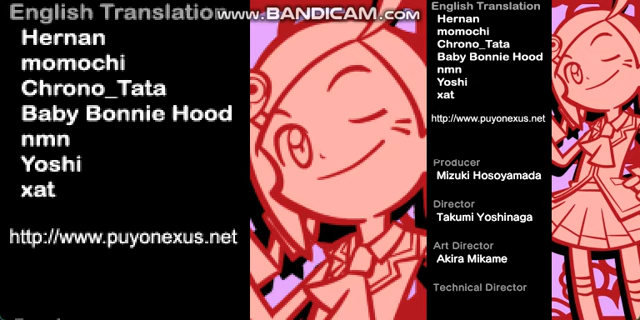 English Translation
www.BANDICAM.com
Hernan
momochi
Chrono_Tata
Baby Bonnie Hood
nmn
Yoshi
xat
http://www.puyonexus.net
English Translation
Hernan
momochi
Chrono_Tata
Baby Bonnie Hood
nmn
Yoshi
xat
http://www.puyonexus.net
Producer
Mizuki Hosoyamada
Director
Takumi Yoshinaga
Art Director
Akira Mikame
Technical Director